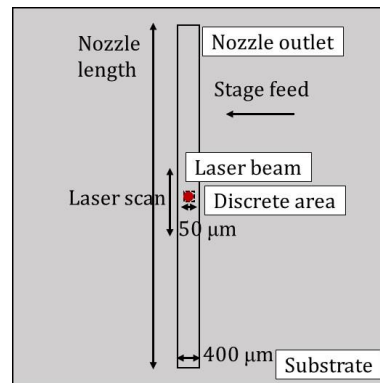 Nozzle
length
Nozzle outlet
Stage feed
Laser beam
Laser scan
Discrete area
50 μm
400 μm
Substrate